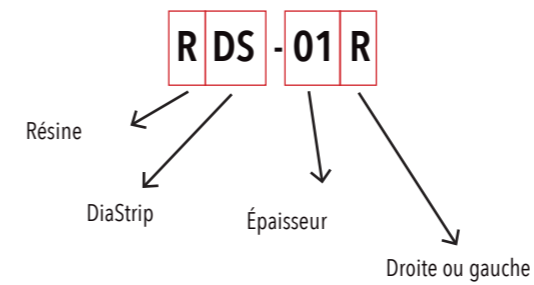 R DS - 01 R
Résine
DiaStrip
Épaisseur
Droite ou gauche